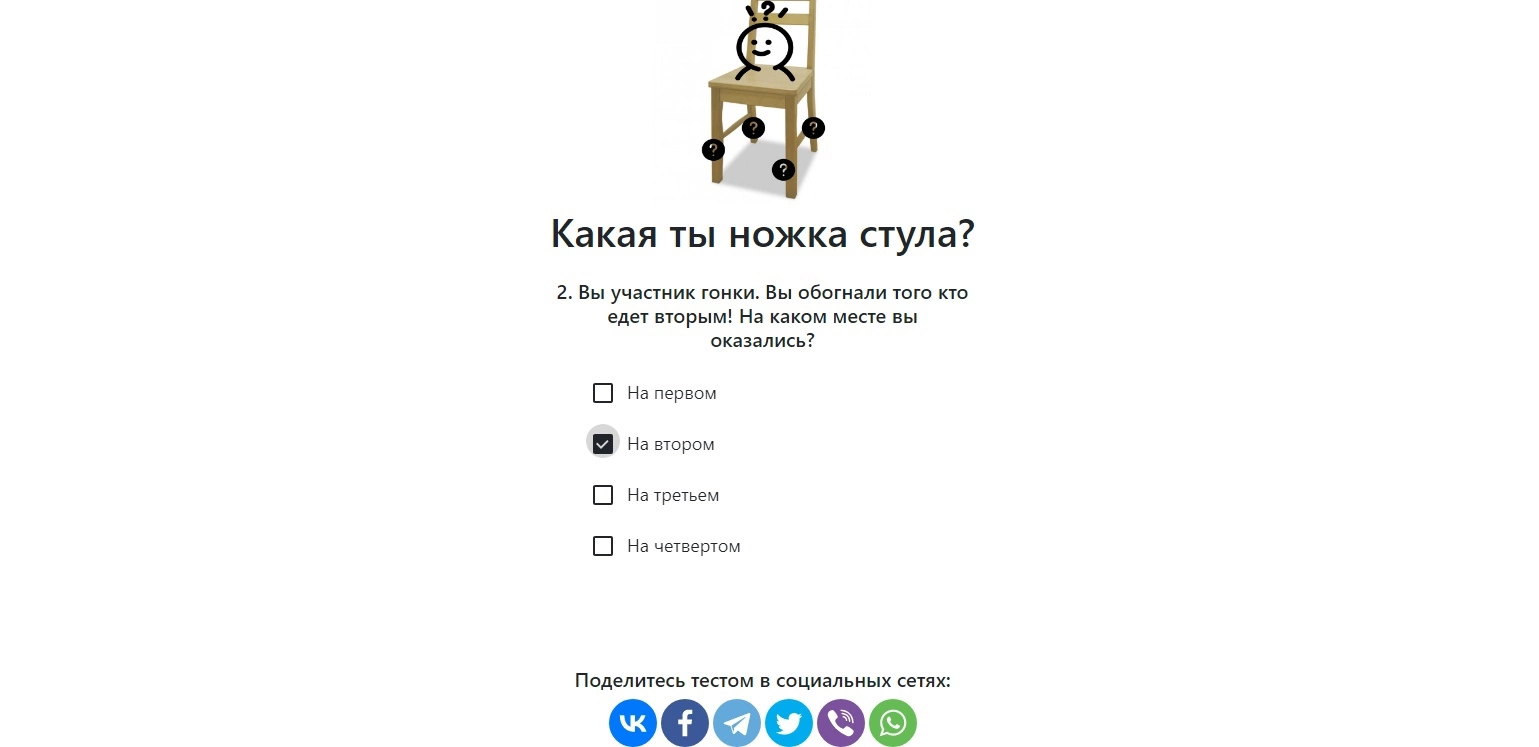 ?
? ?
?
?
Какая ты ножка стула?
2. Вы участник гонки. Вы обогнали того кто
едет вторым! На каком месте вы
оказались?
На первом
На втором
На третьем
На четвертом
Поделитесь тестом в социальных сетях: